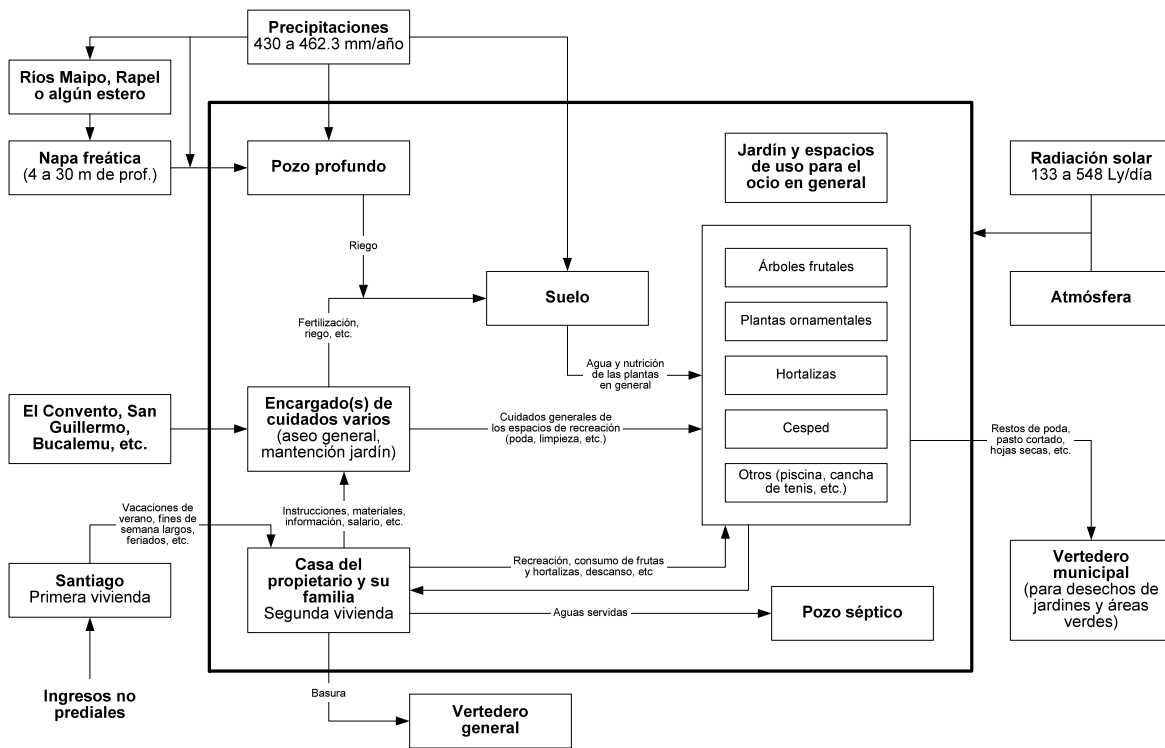 Precipitaciones
430 a 462.3 mm/año
Ríos Maipo, Rapel
o algún estero
Napa freática
(4 a 30 m de prof.)
Pozo profundo
Jardín y espacios
de uso para el
ocio en general
Radiación solar
133 a 548 Ly/día
Atmósfera
Riego
Suelo
Fertilización,
riego, etc.
Árboles frutales
Plantas ornamentales
Hortalizas
Cesped
Otros (piscina, cancha
de tenis, etc.)
Agua y nutrición
de las plantas
en general
El Convento, San
Guillermo,
Bucalemu, etc.
Encargado(s) de
cuidados varios
(aseo general,
mantención jardín)
Cuidados generales de
los espacios de recreación
(poda, limpieza, etc.)
Restos de poda,
pasto cortado,
hojas secas, etc.
Vacaciones de
verano, fines de
semana largos,
feriados, etc.
Instrucciones, materiales,
información, salario, etc.
Santiago
Primera vivienda
Casa del
propietario y su
familia
Segunda vivienda
Recreación, consumo de frutas
y hortalizas, descanso, etc
Aguas servidas
Pozo séptico
Vertedero
municipal
(para desechos de
jardines y áreas
verdes)
Ingresos no
prediales
Basura
Vertedero
general